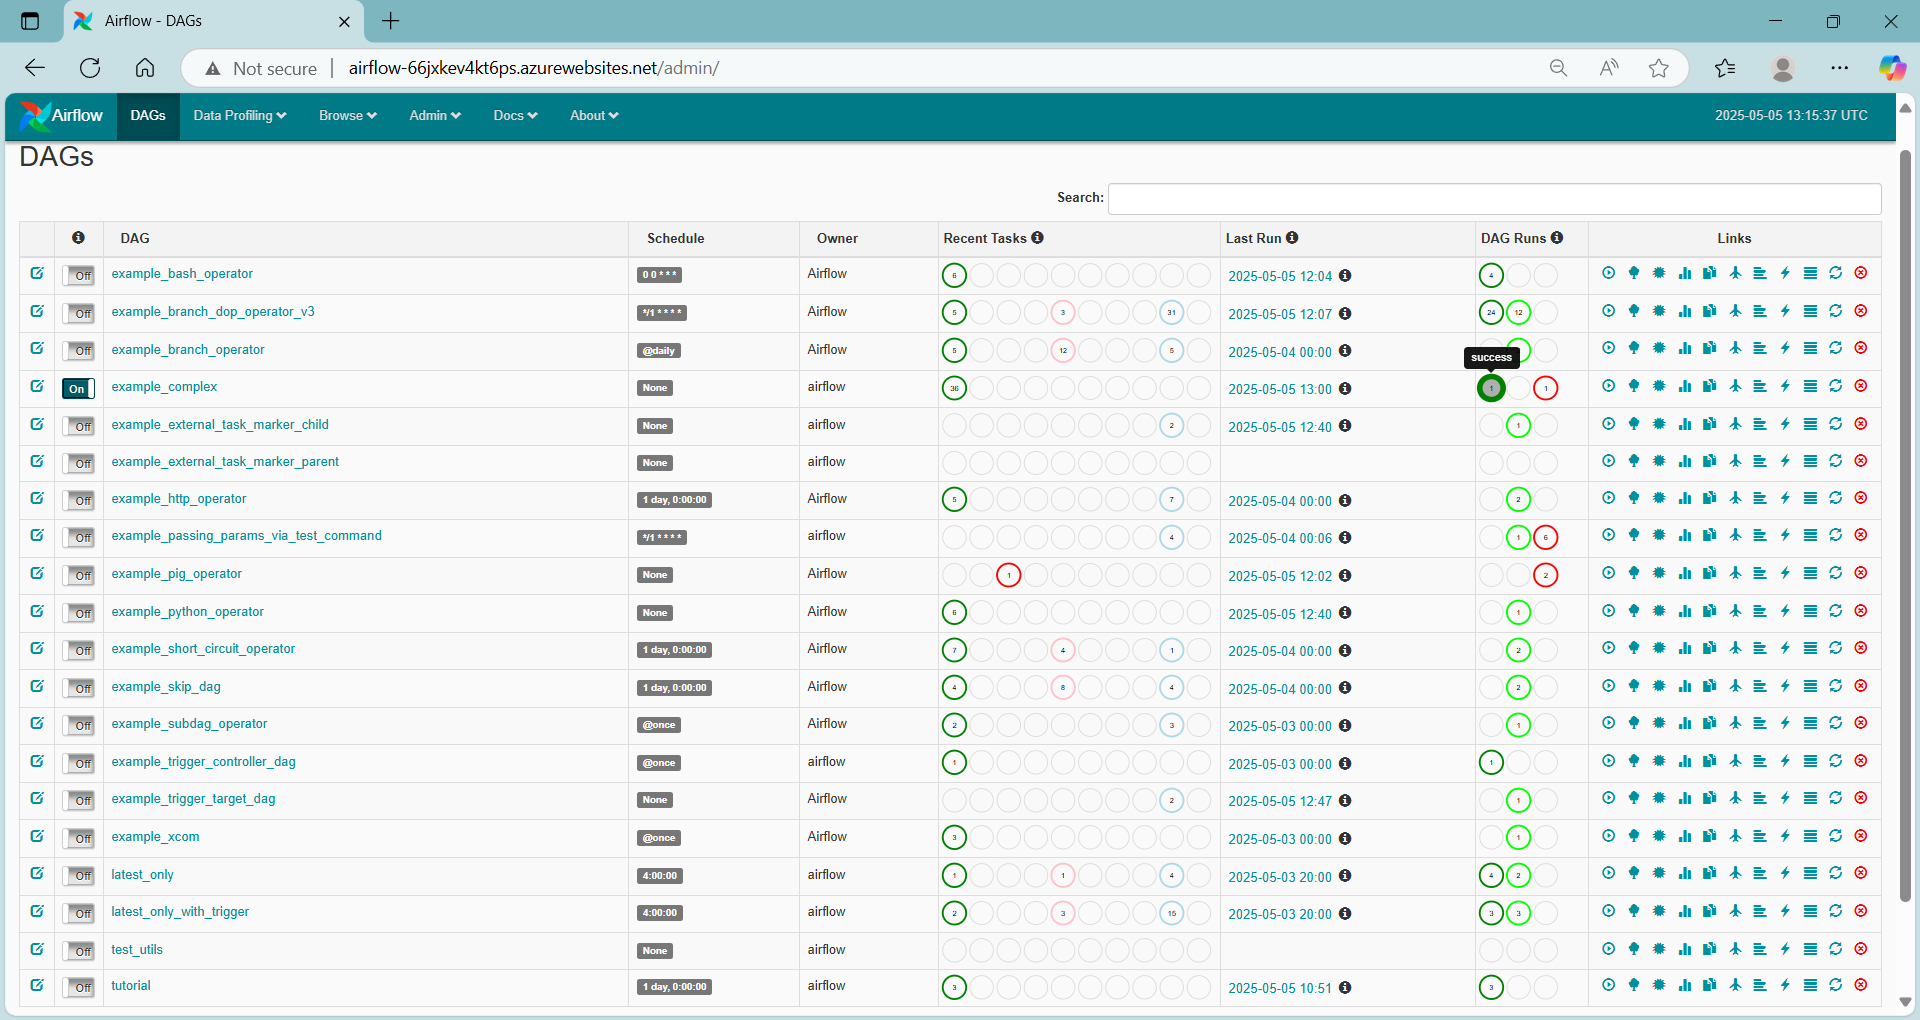 Airflow - DAGs
Not secure airflow-66jxkev4kt6ps.azurewebsites.net/admin/
Airflow DAGs Data Profiling Browse Admin Docs About 2025-05-05 13:15:37 UTC
DAGs
Search:
DAG Schedule Owner Recent Tasks Last Run DAG Runs Links
Off example_bash_operator 0 0 * * * Airflow 6 2025-05-05 12:04 4
Off example_branch_dop_operator_v3 */1 * * * * Airflow 5 3 31 2025-05-05 12:07 24 12
Off example_branch_operator @daily Airflow 5 12 5 2025-05-04 00:00
success
On example_complex None airflow 36 2025-05-05 13:00 1 1
Off example_external_task_marker_child None airflow 2 2025-05-05 12:40 1
Off example_external_task_marker_parent None airflow
Off example_http_operator 1 day, 0:00:00 Airflow 5 7 2025-05-04 00:00 2
Off example_passing_params_via_test_command */1 * * * * airflow 4 2025-05-04 00:06 1 6
Off example_pig_operator None Airflow 1 2025-05-05 12:02 2
Off example_python_operator None Airflow 6 2025-05-05 12:40 1
Off example_short_circuit_operator 1 day, 0:00:00 Airflow 7 4 1 2025-05-04 00:00 2
Off example_skip_dag 1 day, 0:00:00 Airflow 4 8 4 2025-05-04 00:00 2
Off example_subdag_operator @once Airflow 2 3 2025-05-03 00:00 1
Off example_trigger_controller_dag @once airflow 1 2025-05-03 00:00 1
Off example_trigger_target_dag None Airflow 2 2025-05-05 12:47 1
Off example_xcom @once Airflow 3 2025-05-03 00:00 1
Off latest_only 4:00:00 airflow 1 1 4 2025-05-03 20:00 4 2
Off latest_only_with_trigger 4:00:00 airflow 2 3 15 2025-05-03 20:00 3 3
Off test_utils None airflow
Off tutorial 1 day, 0:00:00 airflow 3 2025-05-05 10:51 3